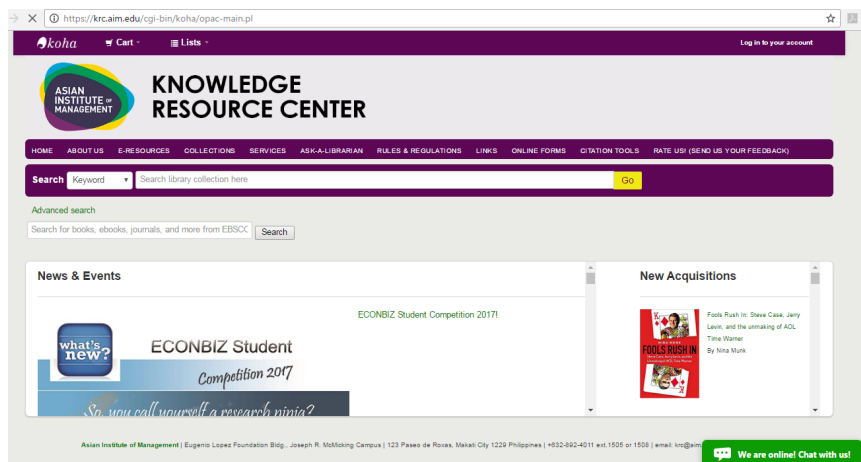 https://krc.aim.edu/cgi-bin/koha/opac-main.pl
koha Cart Lists Log in to your account
ASIAN
INSTITUTE OF
MANAGEMENT
KNOWLEDGE
RESOURCE CENTER
HOME ABOUT US E-RESOURCES COLLECTIONS SERVICES ASK-A-LIBRARIAN RULES & REGULATIONS LINKS ONLINE FORMS CITATION TOOLS RATE US! (SEND US YOUR FEEDBACK)
Search Keyword Search library collection here Go
Advanced search
Search for books, ebooks, journals, and more from EBSCO Search
News & Events
ECONBIZ Student Competition 2017!
what's
new?
ECONBIZ Student
Competition 2017
So, you call yourself a research ninja?
New Acquisitions
NINA MUNK
FOOLS RUSH IN
Fools Rush In: Steve Case, Jerry
Levin, and the unmaking of AOL
Time Warner
By Nina Munk
Asian Institute of Management | Eugenio Lopez Foundation Bldg., Joseph R. McMicking Campus | 123 Paseo de Roxas, Makati City 1229 Philippines | +632-892-4011 ext.1505 or 1508 | email: krc@aim
We are online! Chat with us!